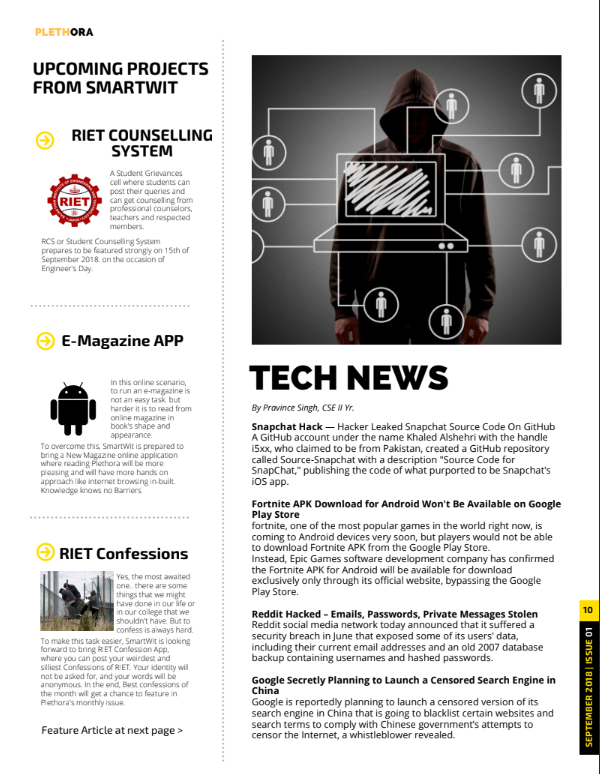 PLETHORA
UPCOMING PROJECTS
FROM SMARTWIT
RIET COUNSELLING
SYSTEM
RIET
A Student Grievances
cell where students can
post their queries and
can get counselling from
professional counselors,
teachers and respected
members.
RCS or Student Counselling System
prepares to be featured strongly on 15th of
September 2018. on the occasion of
Engineer's Day.
E-Magazine APP
In this online scenario,
to run an e-magazine is
not an easy task but
harder it is to read from
online magazine in
book's shape and
appearance.
To overcome this, SmartWit is prepared to
bring a New Magazine online application
where reading Plethora will be more
pleasing and will have more hands on
approach like internet browsing in-built.
Knowledge knows no Barriers.
RIET Confessions
Yes, the most awaited
one.. there are some
things that we might
have done in our life or
in our college that we
shouldn't have. But to
confess is always hard.
To make this task easier, SmartWit is looking
forward to bring RIET Confession App,
where you can post your weirdest and
silliest Confessions of RIET. Your identity will
not be asked for, and your words will be
anonymous. In the end, Best confessions of
the month will get a chance to feature in
Plethora's monthly issue.
Feature Article at next page >
TECH NEWS
By Pravince Singh, CSE II Yr.
Snapchat Hack — Hacker Leaked Snapchat Source Code On GitHub
A GitHub account under the name Khaled Alshehri with the handle
i5xx, who claimed to be from Pakistan, created a GitHub repository
called Source-Snapchat with a description "Source Code for
SnapChat," publishing the code of what purported to be Snapchat's
iOS app.
Fortnite APK Download for Android Won't Be Available on Google
Play Store
fortnite, one of the most popular games in the world right now, is
coming to Android devices very soon, but players would not be able
to download Fortnite APK from the Google Play Store.
Instead, Epic Games software development company has confirmed
the Fortnite APK for Android will be available for download
exclusively only through its official website, bypassing the Google
Play Store.
Reddit Hacked – Emails, Passwords, Private Messages Stolen
Reddit social media network today announced that it suffered a
security breach in June that exposed some of its users' data,
including their current email addresses and an old 2007 database
backup containing usernames and hashed passwords.
Google Secretly Planning to Launch a Censored Search Engine in
China
Google is reportedly planning to launch a censored version of its
search engine in China that is going to blacklist certain websites and
search terms to comply with Chinese government's attempts to
censor the Internet, a whistleblower revealed.
10
SEPTEMBER 2018 | ISSUE 01